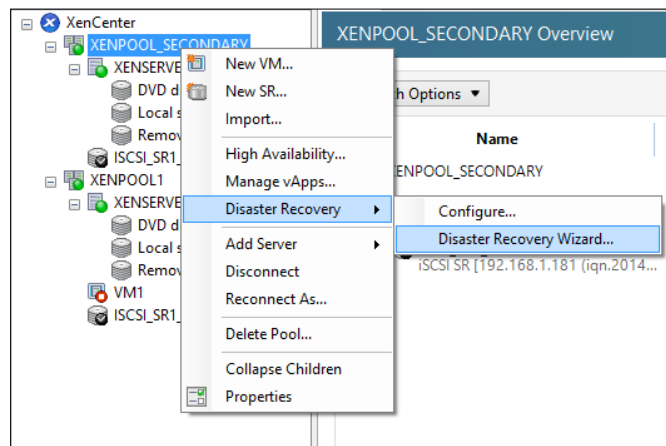 XenCenter
XENPOOL_SECONDARY
XENSERVE
DVD d
Local s
Remov
ISCSI_SR1_
XENPOOL1
XENSERVE
DVD d
Local s
Remov
VM1
ISCSI_SR1_
New VM...
New SR...
Import...
High Availability...
Manage vApps...
Disaster Recovery
Add Server
Disconnect
Reconnect As...
Delete Pool...
Collapse Children
Properties
Configure...
Disaster Recovery Wizard...
XENPOOL_SECONDARY Overview
h Options
Name
ENPOOL_SECONDARY
iSCSI SR [192.168.1.181 (iqn.2014...